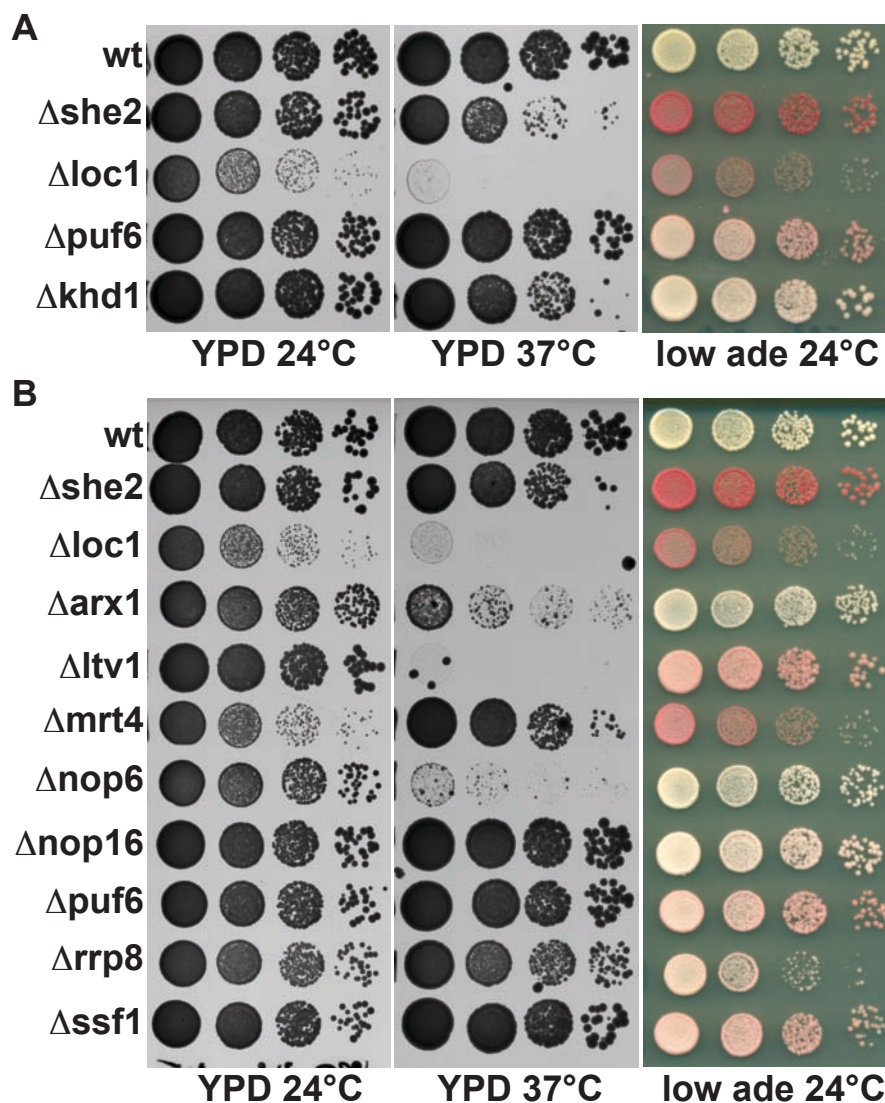 A
wt
Δshe2
Δloc1
Δpuf6
Δkhd1
YPD 24°C YPD 37°C low ade 24°C
B
wt
Δshe2
Δloc1
Δarx1
Δltv1
Δmrt4
Δnop6
Δnop16
Δpuf6
Δrrp8
Δssf1
YPD 24°C YPD 37°C low ade 24°C